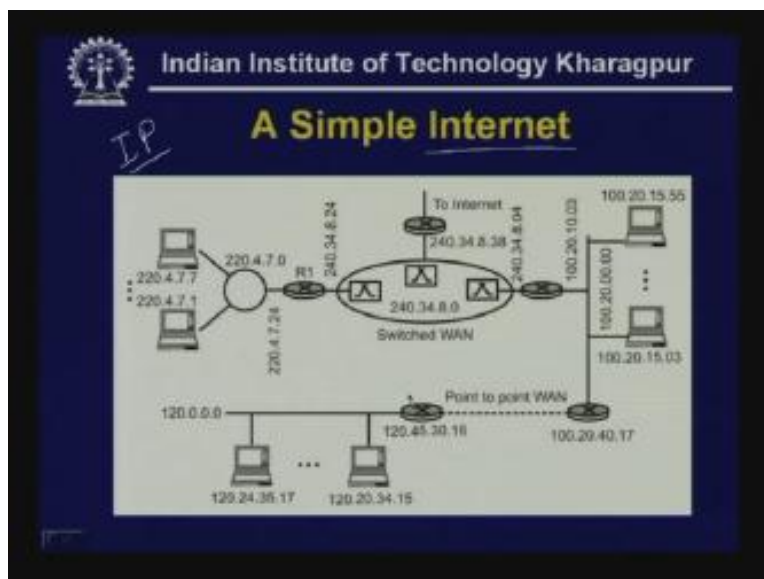 Indian Institute of Technology Kharagpur
A Simple Internet
IP
To Internet
100.20.15.55
240.34.8.24
240.34.8.38
240.34.8.04
100.20.10.03
220.4.7.0
R1
220.4.7.7
220.4.7.1
240.34.8.0
100.20.15.03
220.4.7.24
Switched WAN
Point to point WAN
120.0.0.0
120.45.30.16
100.20.40.17
120.24.35.17
120.20.34.15